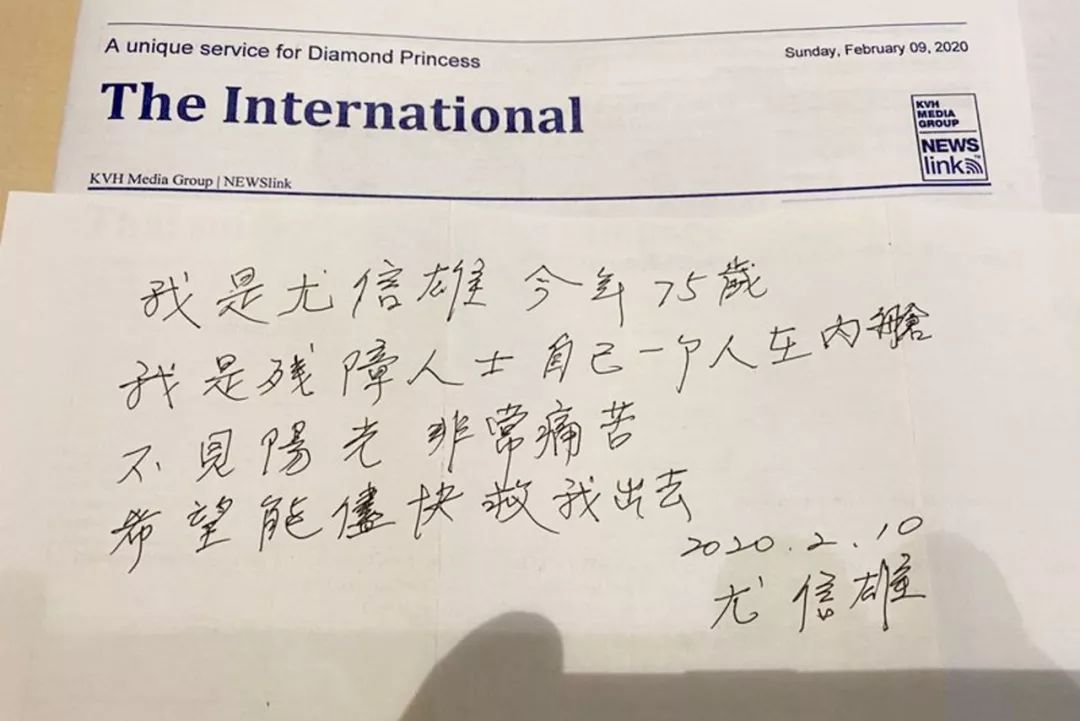 A unique service for Diamond Princess
Sunday, February 09, 2020
The International
KVH
MEDIA
GROUP
NEWS
link
KVH Media Group | NEWSlink
我是尤信雄 今年75歲
我是残障人士自己一个人在内艙
不見陽光 非常痛苦
希望能儘快救我出去
2020.2.10
尤信雄